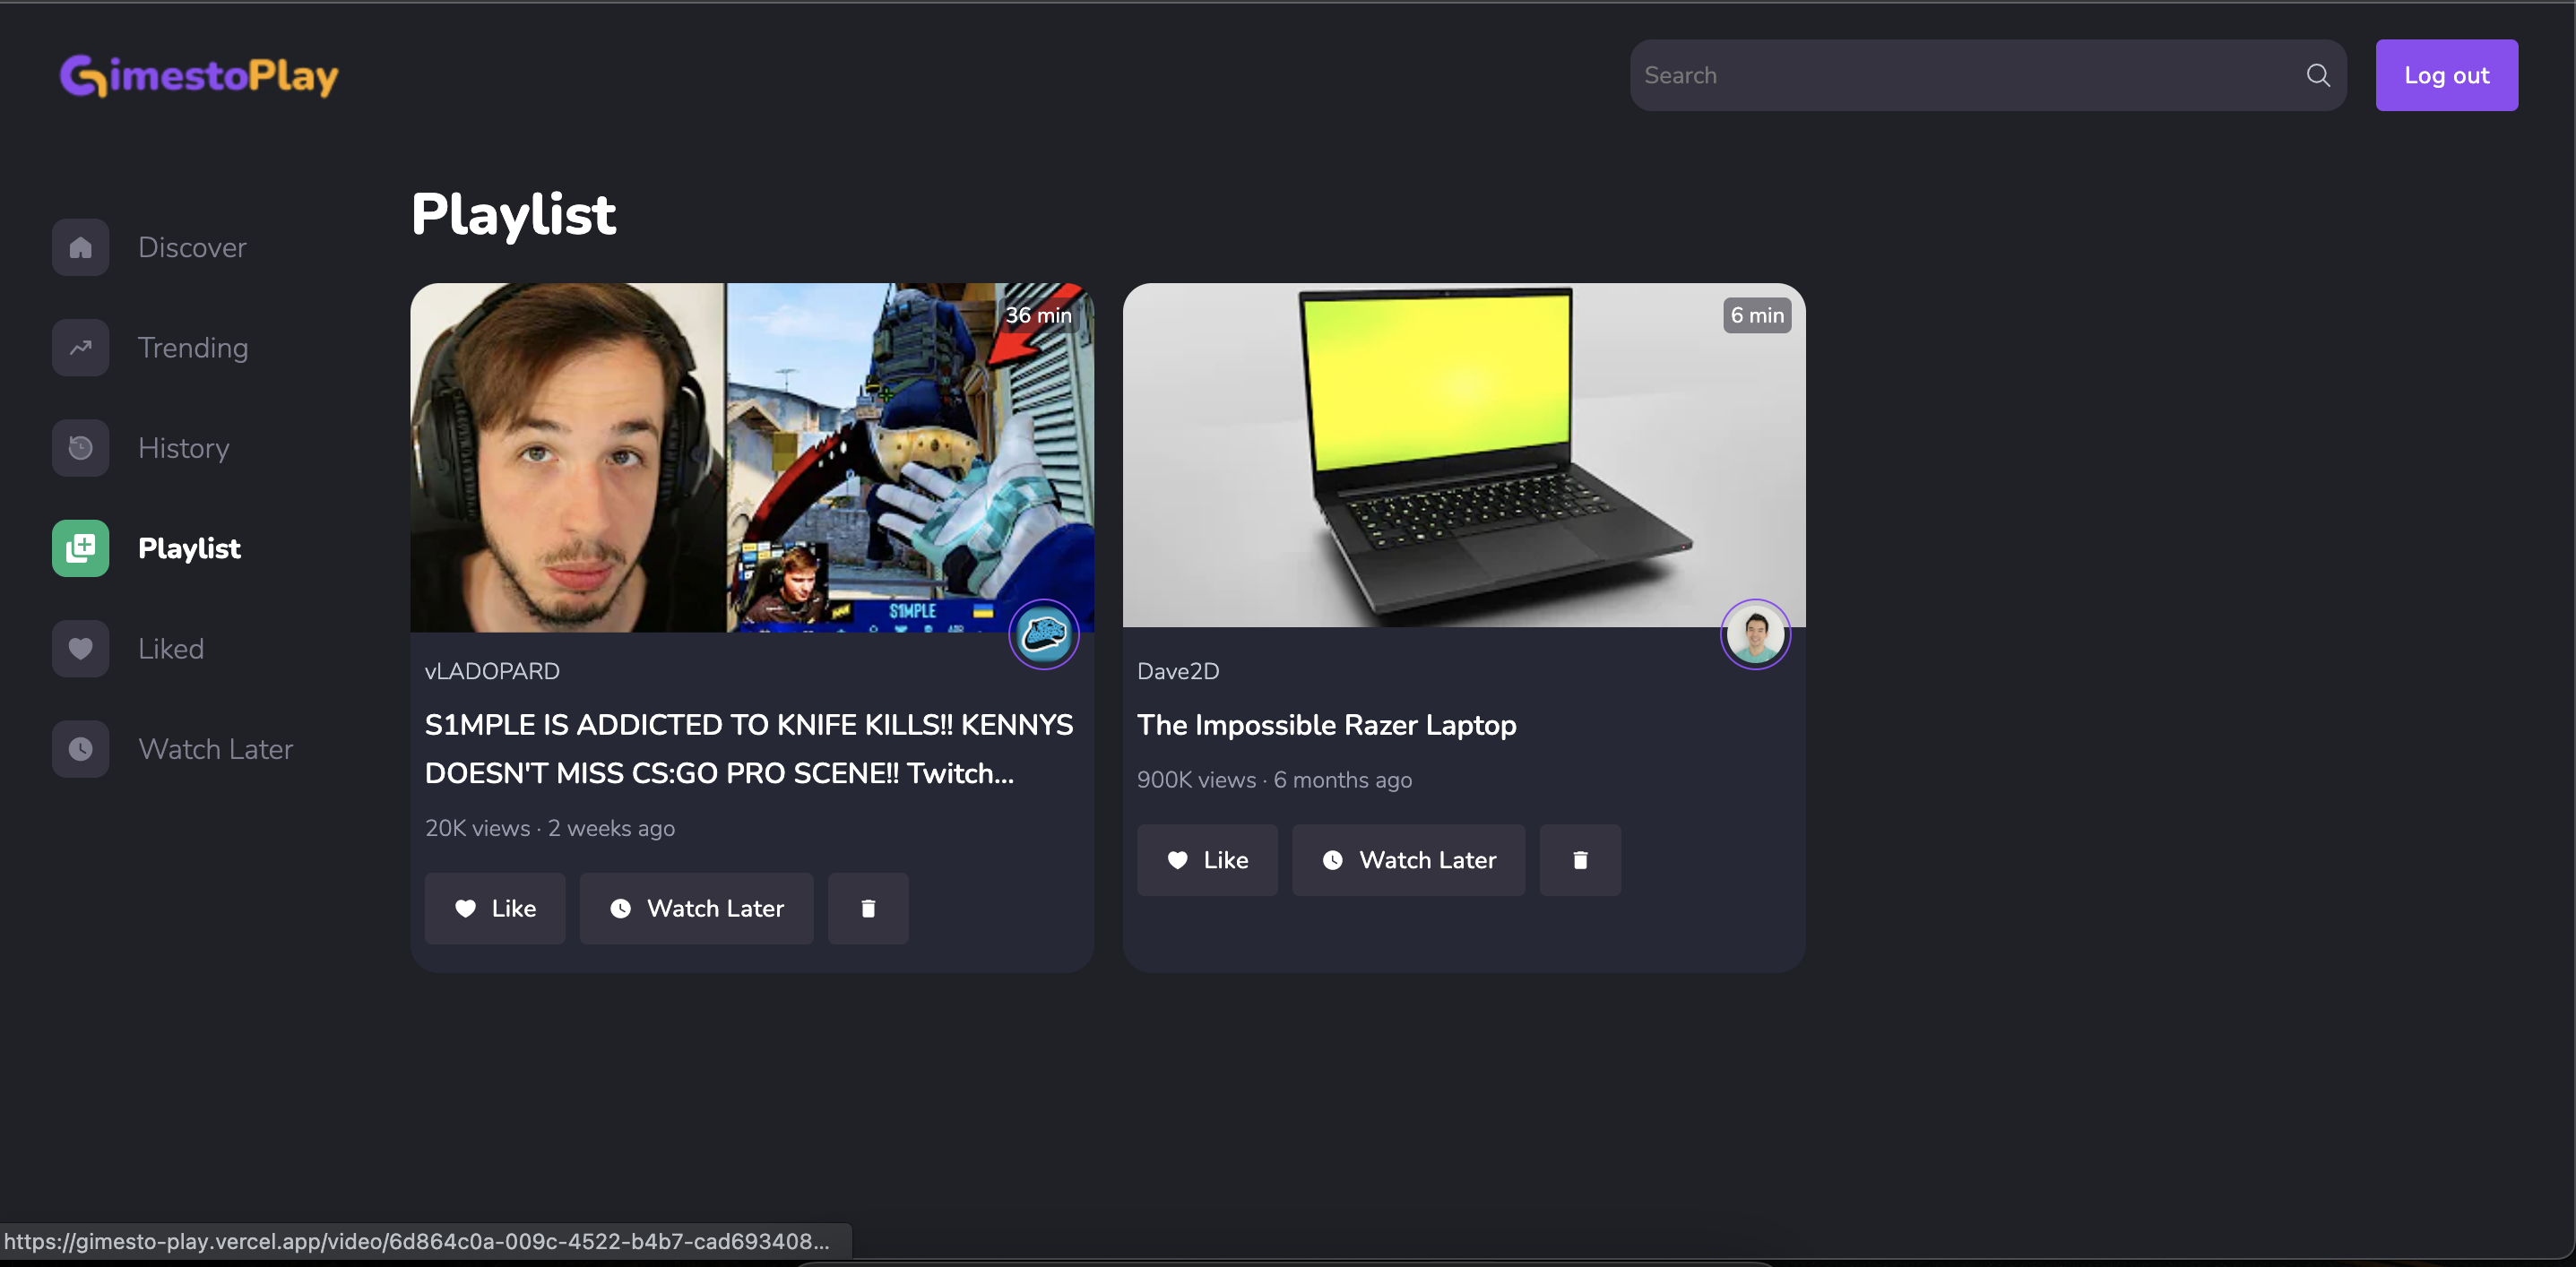 GimestoPlay
Search
Log out
Discover
Trending
History
Playlist
Liked
Watch Later
Playlist
36 min
S1MPLE
vLADOPARD
S1MPLE IS ADDICTED TO KNIFE KILLS!! KENNYS
DOESN'T MISS CS:GO PRO SCENE!! Twitch...
20K views · 2 weeks ago
Like
Watch Later
6 min
Dave2D
The Impossible Razer Laptop
900K views · 6 months ago
Like
Watch Later
https://gimesto-play.vercel.app/video/6d864c0a-009c-4522-b4b7-cad693408...